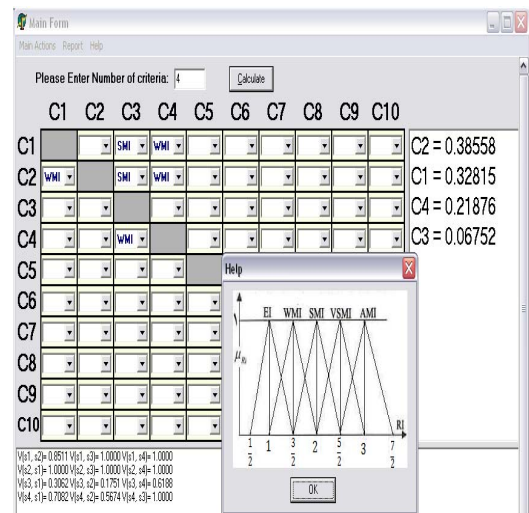 Main Form
Main Actions Report Help
Please Enter Number of criteria: 4 Calculate
C1 C2 C3 C4 C5 C6 C7 C8 C9 C10
C1 SMI WMI
C2 WMI SMI WMI
C3
C4 WMI
C5
C6
C7
C8
C9
C10
C2 = 0.38558
C1 = 0.32815
C4 = 0.21876
C3 = 0.06752
Help
EI WMI SMI VSMI AMI
μRI
RI
1/2 1 3/2 2 5/2 3 7/2
OK
V(s1, s2)= 0.8511 V(s1, s3)= 1.0000 V(s1, s4)= 1.0000
V(s2, s1)= 1.0000 V(s2, s3)= 1.0000 V(s2, s4)= 1.0000
V(s3, s1)= 0.3062 V(s3, s2)= 0.1751 V(s3, s4)= 0.6188
V(s4, s1)= 0.7082 V(s4, s2)= 0.5674 V(s4, s3)= 1.0000